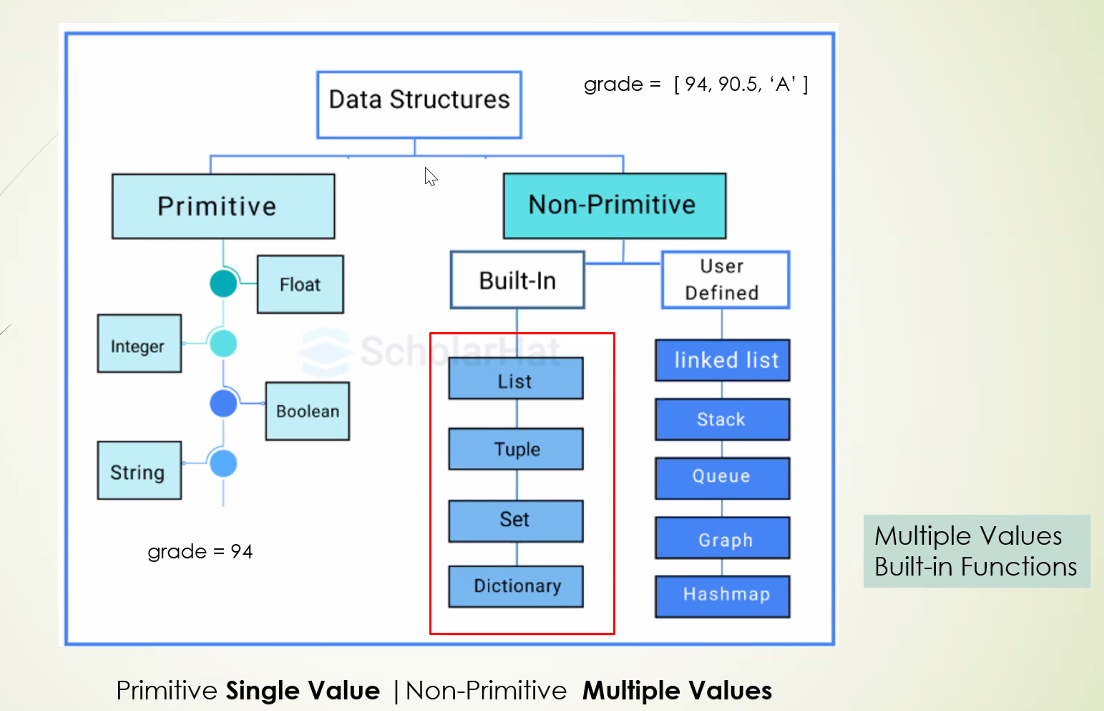 Data Structures
grade = [ 94, 90.5, ‘A’ ]
Primitive
Non-Primitive
Float
Integer
Boolean
String
grade = 94
Built-In
List
Tuple
Set
Dictionary
User
Defined
linked list
Stack
Queue
Graph
Hashmap
ScholarHat
Multiple Values
Built-in Functions
Primitive Single Value | Non-Primitive Multiple Values